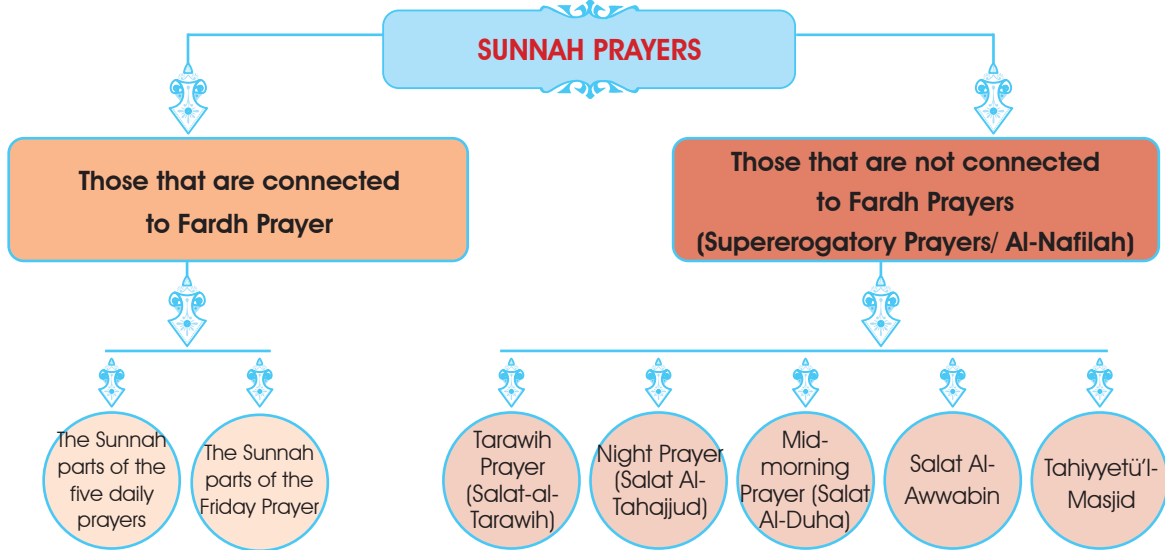 SUNNAH PRAYERS
Those that are connected
to Fardh Prayer
Those that are not connected
to Fardh Prayers
(Supererogatory Prayers/ Al-Nafilah)
The Sunnah
parts of the
five daily
prayers
The Sunnah
parts of the
Friday Prayer
Tarawih
Prayer
(Salat-al-
Tarawih)
Night Prayer
(Salat Al-
Tahajjud)
Mid-
morning
Prayer (Salat
Al-Duha)
Salat Al-
Awwabin
Tahiyyetü'l-
Masjid